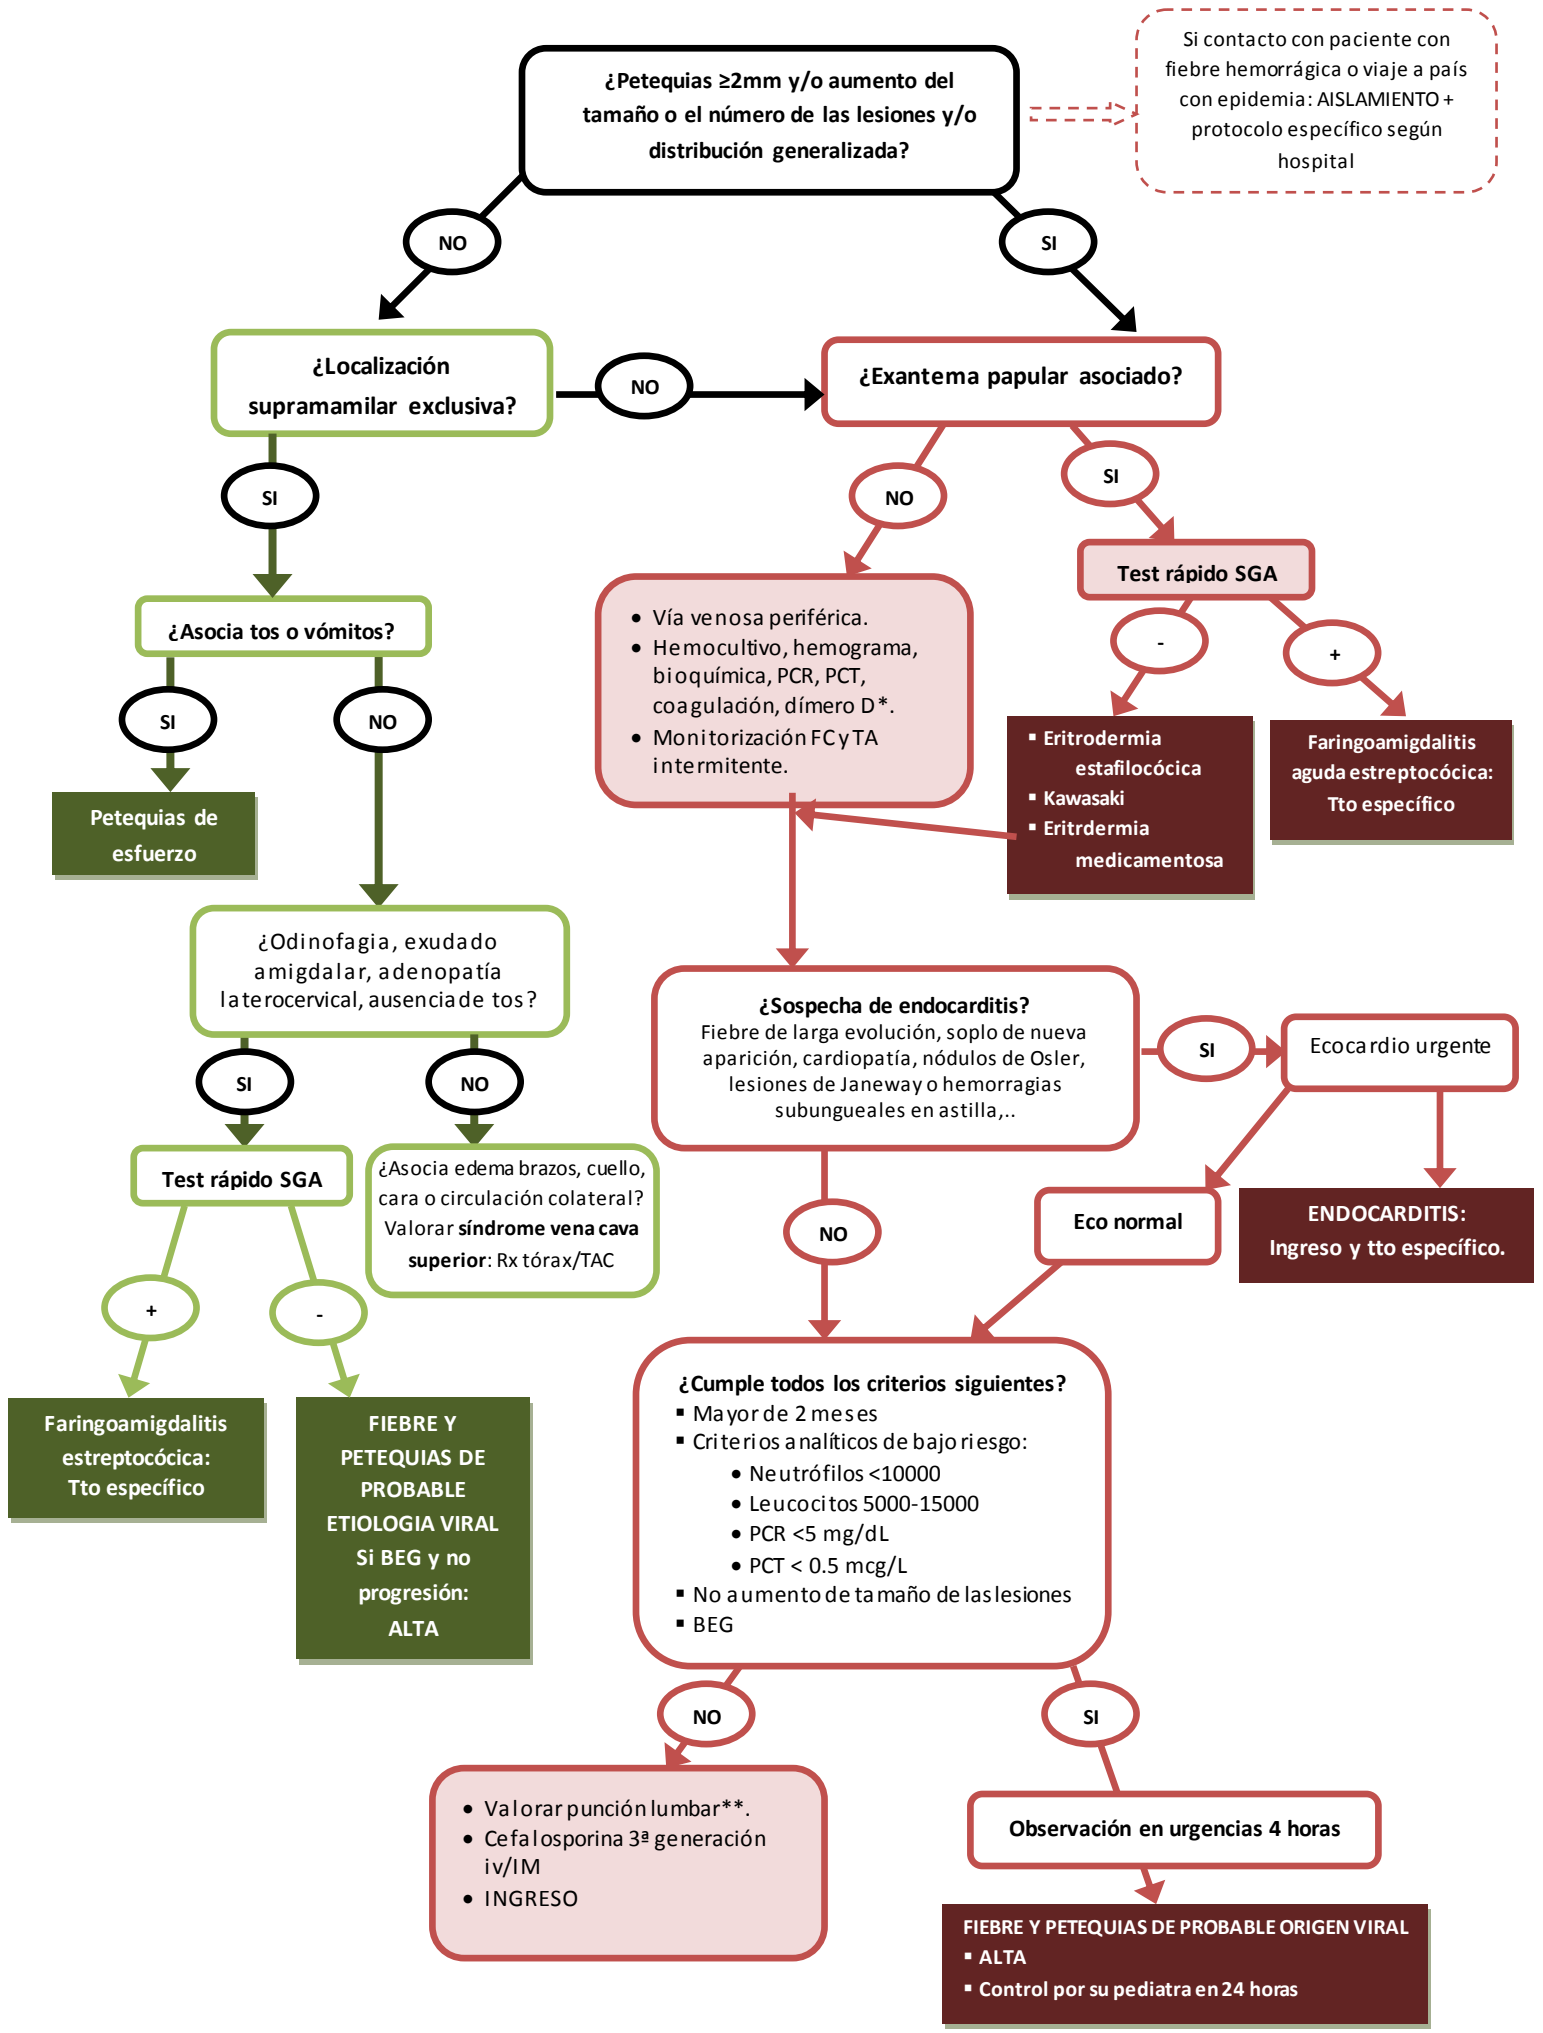 ¿Petequias ≥2mm y/o aumento del
tamaño o el número de las lesiones y/o
distribución generalizada?
Si contacto con paciente con
fiebre hemorrágica o viaje a país
con epidemia: AISLAMIENTO +
protocolo específico según
hospital
NO
SI
¿Localización
supramamilar exclusiva?
NO
¿Exantema papular asociado?
SI
NO
SI
Test rápido SGA
-
+
¿Asocia tos o vómitos?
SI
NO
Petequias de
esfuerzo
• Vía venosa periférica.
• Hemocultivo, hemograma,
bioquímica, PCR, PCT,
coagulación, dímero D*.
• Monitorización FC y TA
intermitente.
▪ Eritrodermia
estafilocócica
▪ Kawasaki
▪ Eritrdermia
medicamentosa
Faringoamigdalitis
aguda estreptocócica:
Tto específico
¿Odinofagia, exudado
amigdalar, adenopatía
laterocervical, ausencia de tos?
SI
NO
Test rápido SGA
¿Asocia edema brazos, cuello,
cara o circulación colateral?
Valorar síndrome vena cava
superior: Rx tórax/TAC
+
-
Faringoamigdalitis
estreptocócica:
Tto específico
FIEBRE Y
PETEQUIAS DE
PROBABLE
ETIOLOGIA VIRAL
Si BEG y no
progresión:
ALTA
¿Sospecha de endocarditis?
Fiebre de larga evolución, soplo de nueva
aparición, cardiopatía, nódulos de Osler,
lesiones de Janeway o hemorragias
subungueales en astilla,..
SI
Ecocardio urgente
NO
Eco normal
ENDOCARDITIS:
Ingreso y tto específico.
¿Cumple todos los criterios siguientes?
▪ Mayor de 2 meses
▪ Criterios analíticos de bajo riesgo:
• Neutrófilos <10000
• Leucocitos 5000-15000
• PCR <5 mg/dL
• PCT < 0.5 mcg/L
▪ No aumento de tamaño de las lesiones
▪ BEG
NO
SI
• Valorar punción lumbar**.
• Cefalosporina 3ª generación
iv/IM
• INGRESO
Observación en urgencias 4 horas
FIEBRE Y PETEQUIAS DE PROBABLE ORIGEN VIRAL
▪ ALTA
▪ Control por su pediatra en 24 horas